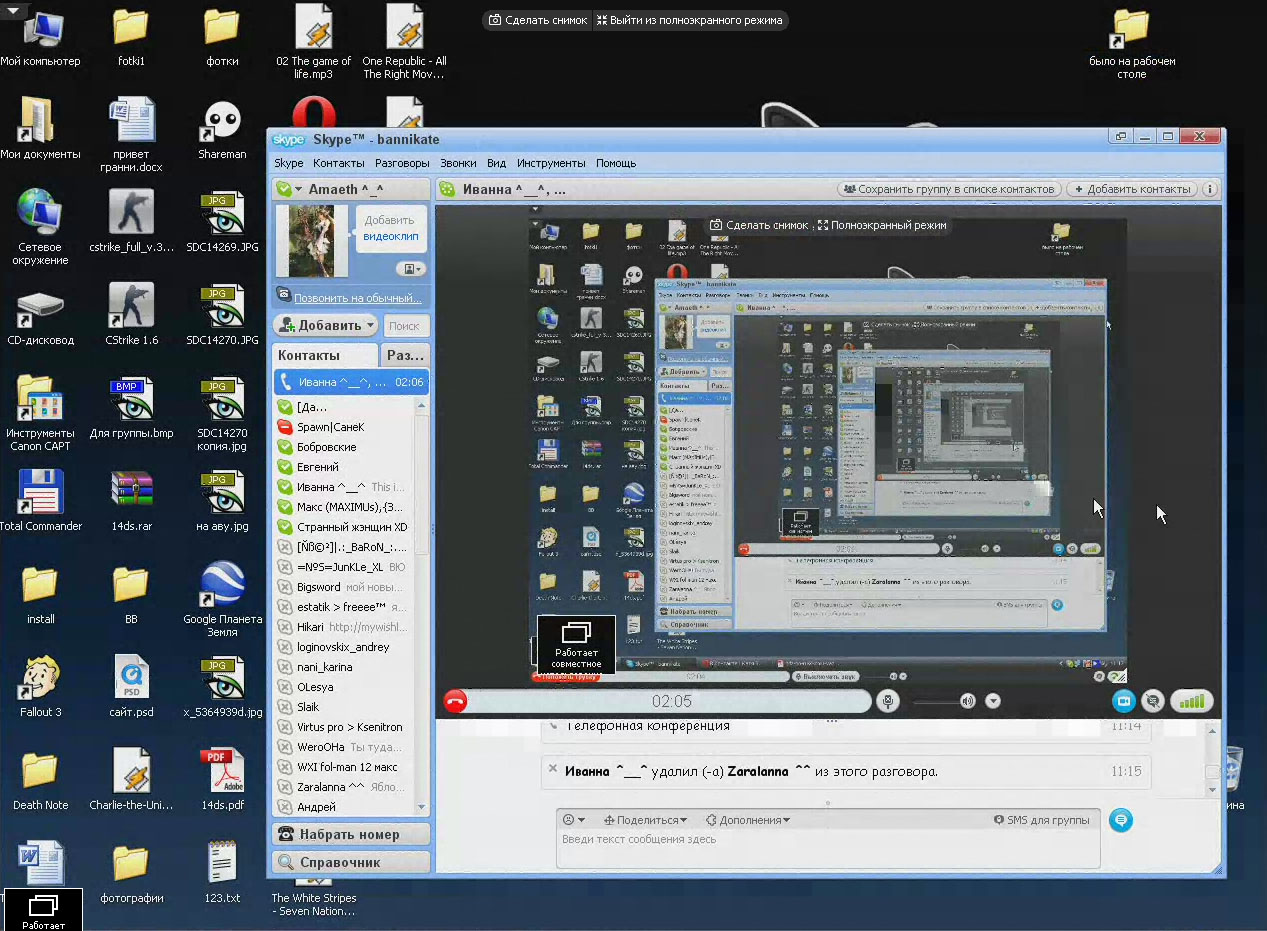 Сделать снимок
Выйти из полноэкранного режима
Мой компьютер
fotki1
фотки
02 The game of
life.mp3
One Republic - All
The Right Mov...
было на рабочем
столе
Мои документы
привет
гранни.docx
Shareman
Сетевое
окружение
cstrike_full_v.3...
SDC14269.JPG
CD-дисковод
CStrike 1.6
SDC14270.JPG
Инструменты
Canon CAPT
Для группы.bmp
SDC14270
копия.jpg
Total Commander
14ds.rar
на аву.jpg
install
BB
Google Планета
Земля
Fallout 3
сайт.psd
x_5364939d.jpg
Death Note
Charlie-the-Uni...
14ds.pdf
фотографии
123.txt
The White Stripes
- Seven Nation...
Работает
skype Skype™ - bannikate
Skype Контакты Разговоры Звонки Вид Инструменты Помощь
Amaeth ^_^
Добавить
видеоклип
Позвонить на обычный...
Добавить
Поиск
Контакты
Раз...
Иванна ^__^, ... 02:06
[Да...
Spawn|СанеК
Бобровские
Евгений
Иванна ^__^ This i...
Макс (MAXIMUs),{3...
Странный жэнщин XD
[Ñß©²]|.:._BaRoN_:....
=NºS=JunKLe_XL ВЮ
Bigsword мой новы...
estatik > freeee™ я...
Hikari http://mywishl...
loginovskix_andrey
nani_karina
OLesya
Slaik
Virtus pro > Ksenitron
WeroOHa Ты туда...
WXI fol-man 12 макс
Zaralanna ^^ Ябло...
Андрей
Набрать номер
Справочник
Иванна ^__^, ...
Сохранить группу в списке контактов
+ Добавить контакты
Сделать снимок
Полноэкранный режим
Работает
совместное
02:05
Телефонная конференция 11:14
Иванна ^__^ удалил (-а) Zaralanna ^^ из этого разговора. 11:15
Поделиться
Дополнения
SMS для группы
Введи текст сообщения здесь